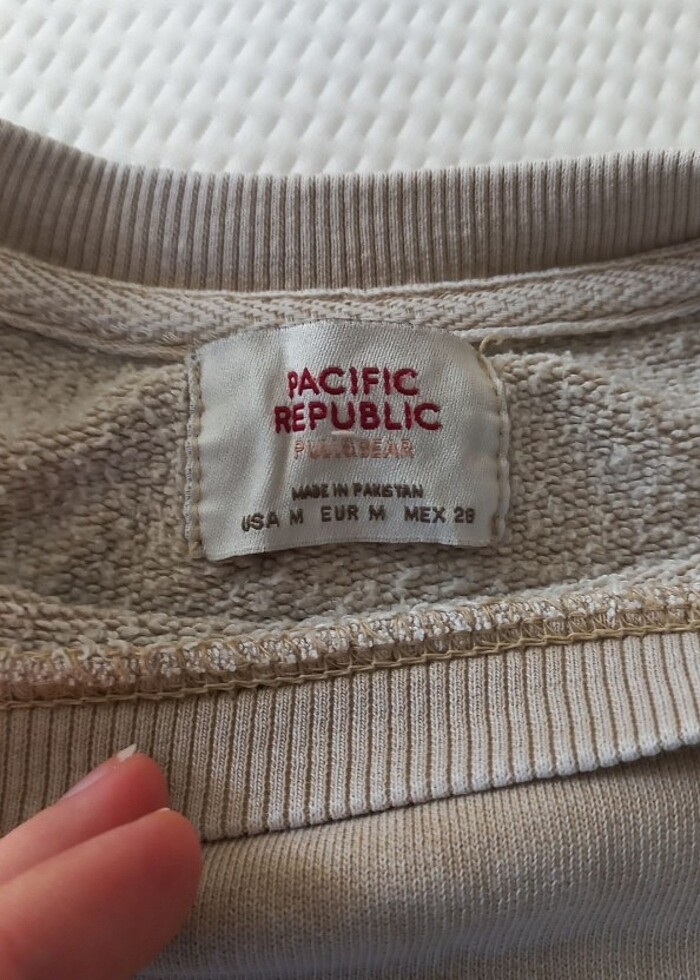 PACIFIC
REPUBLIC
PULL&BEAR
MADE IN PAKISTAN
USA M EUR M MEX 28